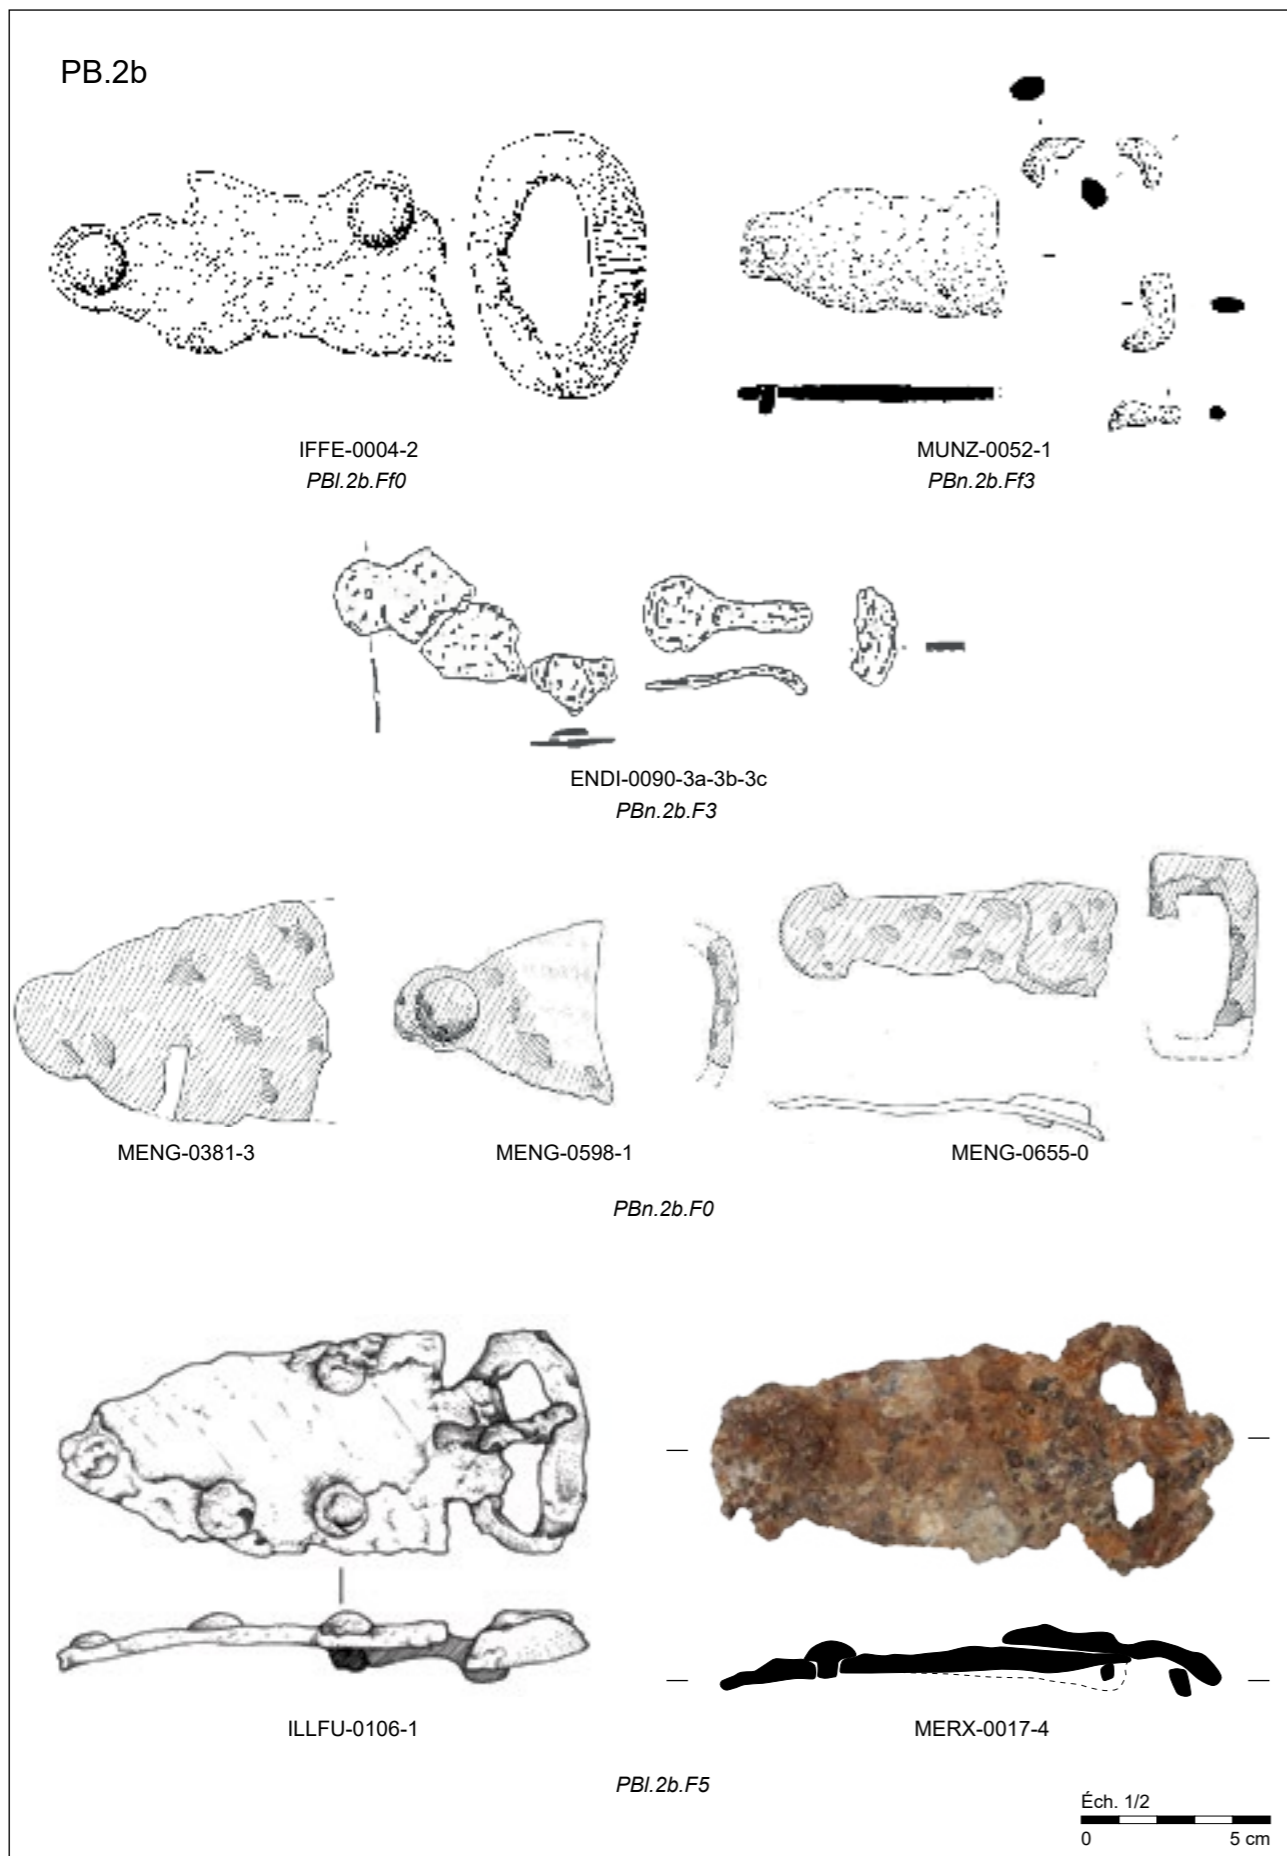 PB.2b
IFFE-0004-2
PBl.2b.Ff0
MUNZ-0052-1
PBn.2b.Ff3
ENDI-0090-3a-3b-3c
PBn.2b.F3
MENG-0381-3
MENG-0598-1
MENG-0655-0
PBn.2b.F0
ILLFU-0106-1
MERX-0017-4
PBl.2b.F5
Éch. 1/2
0 5 cm